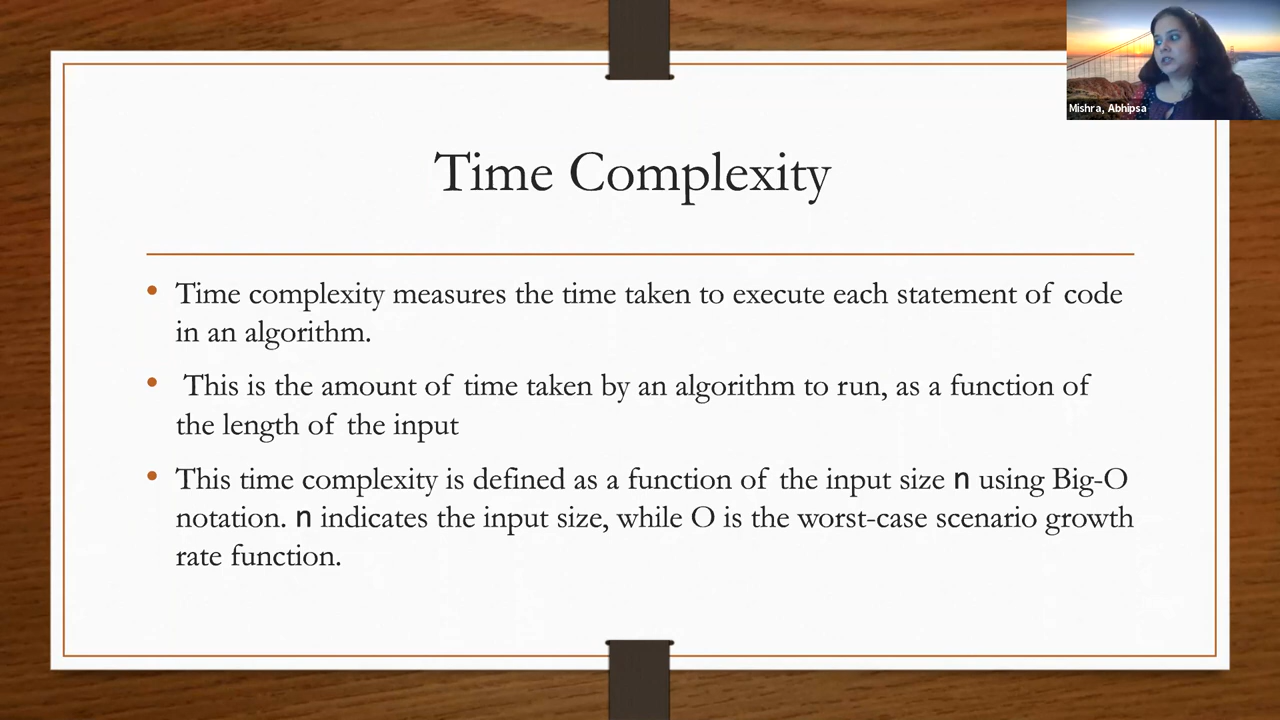 Mishra, Abhipsa
Time Complexity
• Time complexity measures the time taken to execute each statement of code
in an algorithm.
• This is the amount of time taken by an algorithm to run, as a function of
the length of the input
• This time complexity is defined as a function of the input size n using Big-O
notation. n indicates the input size, while O is the worst-case scenario growth
rate function.